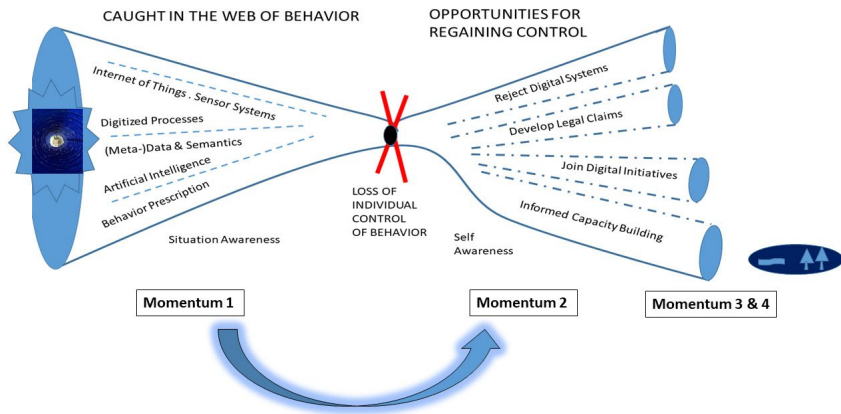 CAUGHT IN THE WEB OF BEHAVIOR
OPPORTUNITIES FOR
REGAINING CONTROL
Internet of Things . Sensor Systems
Digitized Processes
(Meta-)Data & Semantics
Artificial Intelligence
Behavior Prescription
Situation Awareness
LOSS OF
INDIVIDUAL
CONTROL
OF BEHAVIOR
Reject Digital Systems
Develop Legal Claims
Join Digital Initiatives
Informed Capacity Building
Self
Awareness
Momentum 1
Momentum 2
Momentum 3 & 4